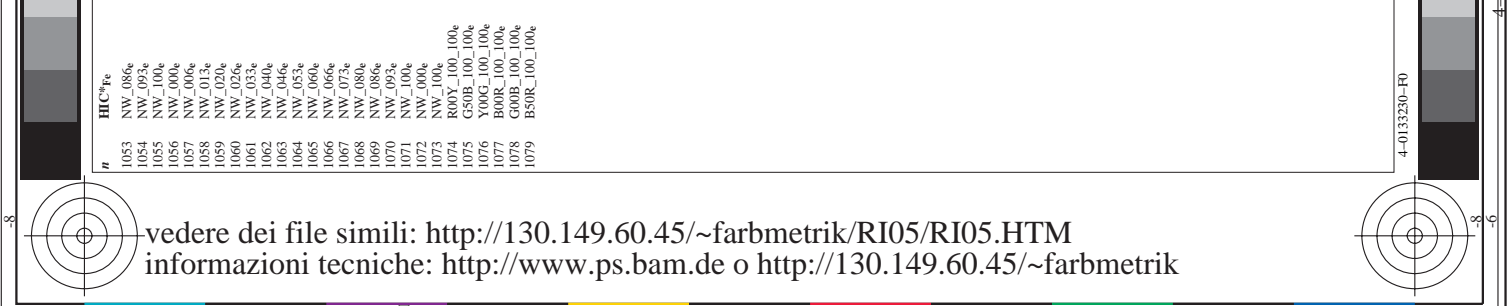 n HIC*Fe
1053 NW_086e
1054 NW_093e
1055 NW_100e
1056 NW_000e
1057 NW_006e
1058 NW_013e
1059 NW_020e
1060 NW_026e
1061 NW_033e
1062 NW_040e
1063 NW_046e
1064 NW_053e
1065 NW_060e
1066 NW_066e
1067 NW_073e
1068 NW_080e
1069 NW_086e
1070 NW_093e
1071 NW_100e
1072 NW_000e
1073 NW_100e
1074 R00Y_100_100e
1075 G50B_100_100e
1076 Y00G_100_100e
1077 B00R_100_100e
1078 G00B_100_100e
1079 B50R_100_100e
4-0133230-F0
-8
-8
-6
vedere dei file simili: http://130.149.60.45/~farbmetrik/RI05/RI05.HTM
informazioni tecniche: http://www.ps.bam.de o http://130.149.60.45/~farbmetrik